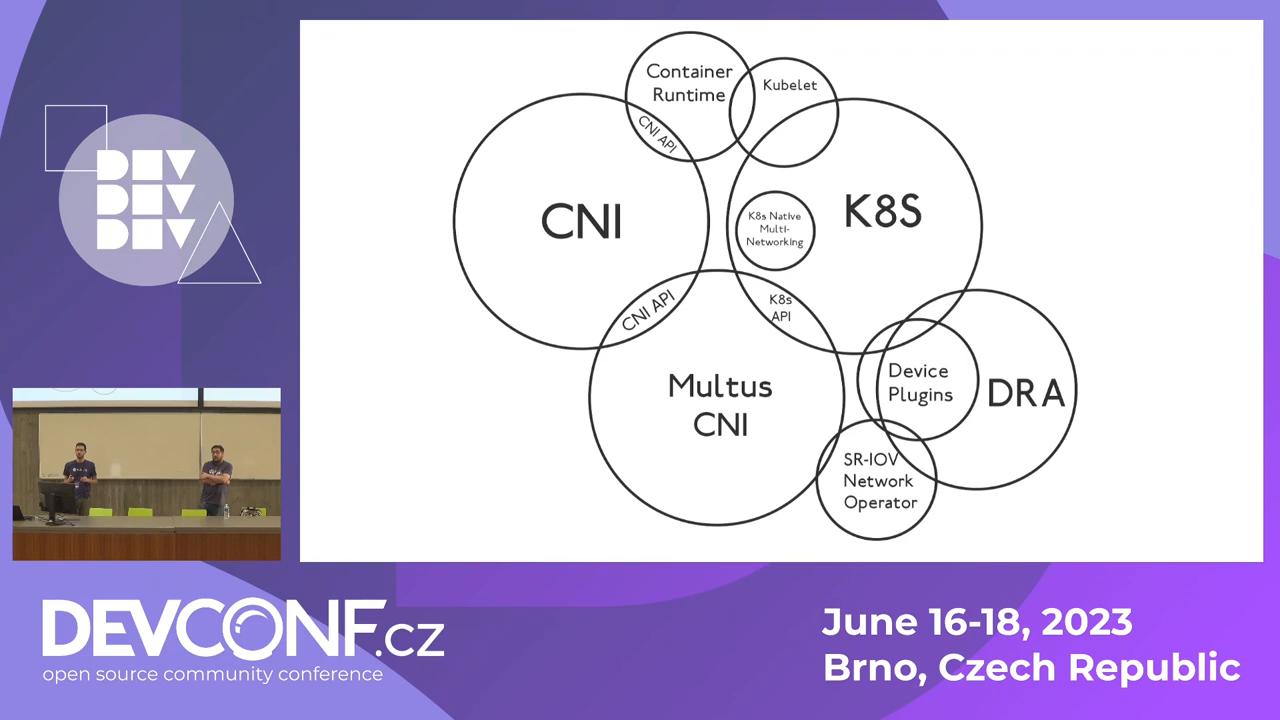 DEV
DEV
DEV
Container
Runtime
Kubelet
CNI API
CNI
K8S
K8s Native
Multi-
Networking
CNI API
K8s
API
Multus
CNI
Device
Plugins
DRA
SR-IOV
Network
Operator
DEVCONF.cz
open source community conference
June 16-18, 2023
Brno, Czech Republic